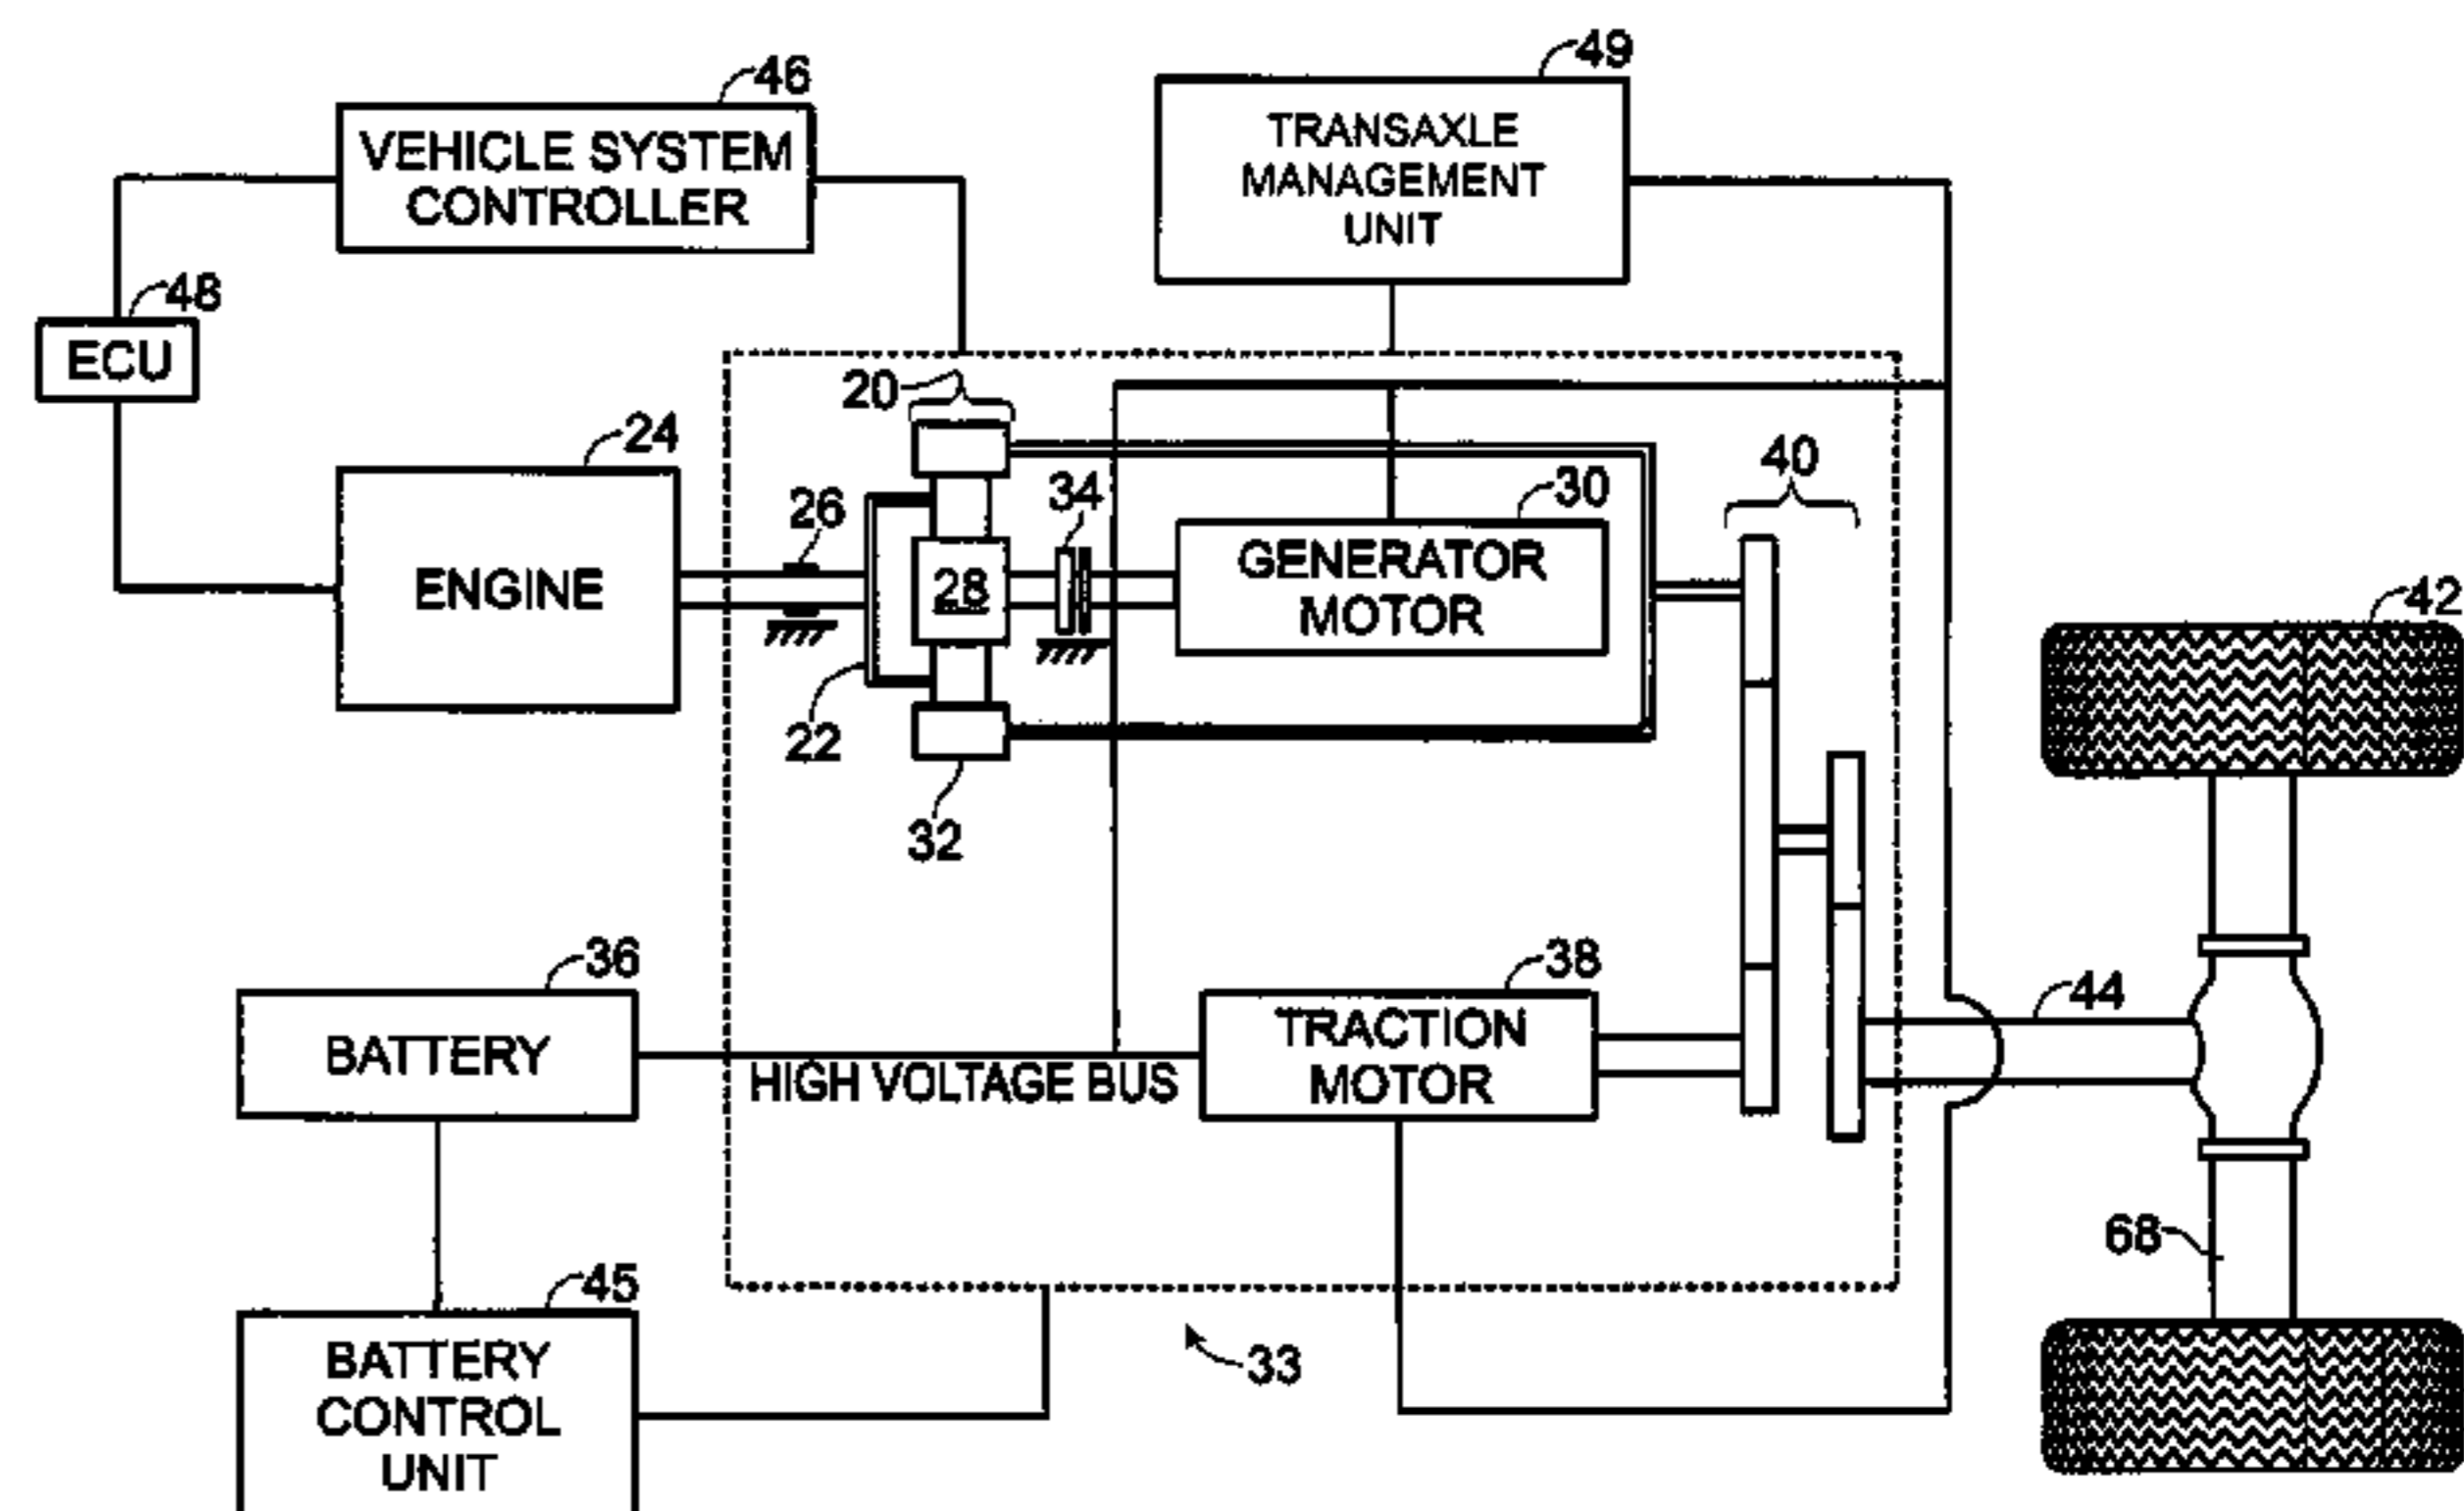 46
VEHICLE SYSTEM
CONTROLLER
49
TRANSAXLE
MANAGEMENT
UNIT
48
ECU
20
24
ENGINE
26
34
28
30
GENERATOR
MOTOR
40
42
22
32
36
BATTERY
HIGH VOLTAGE BUS
38
TRACTION
MOTOR
44
68
45
BATTERY
CONTROL
UNIT
33